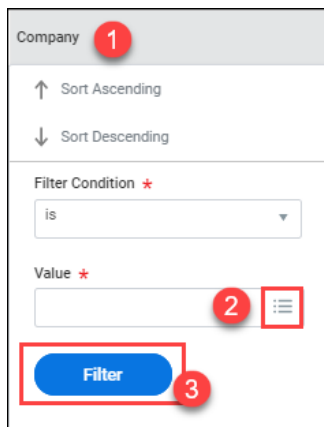 Company 1
Sort Ascending
Sort Descending
Filter Condition *
is
Value *
2
Filter
3